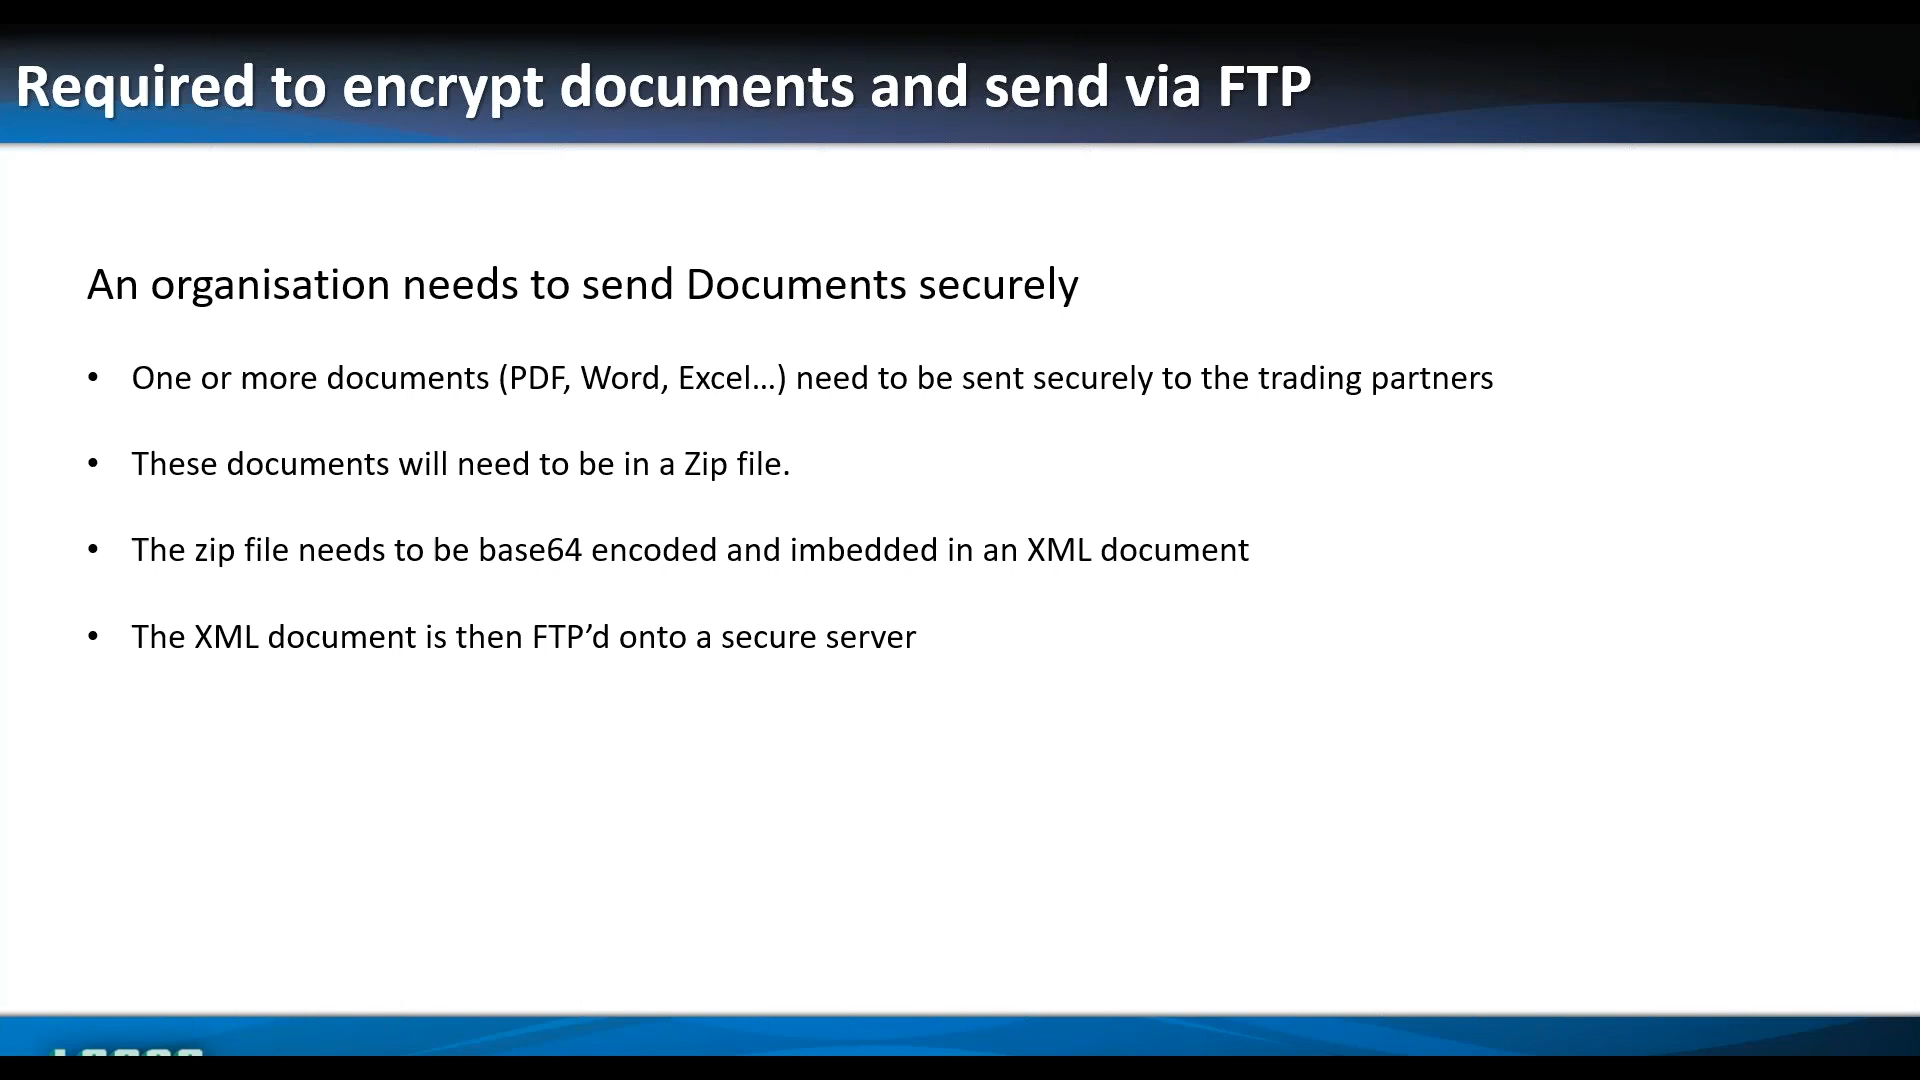 Required to encrypt documents and send via FTP
An organisation needs to send Documents securely
• One or more documents (PDF, Word, Excel...) need to be sent securely to the trading partners
• These documents will need to be in a Zip file.
• The zip file needs to be base64 encoded and imbedded in an XML document
• The XML document is then FTP’d onto a secure server